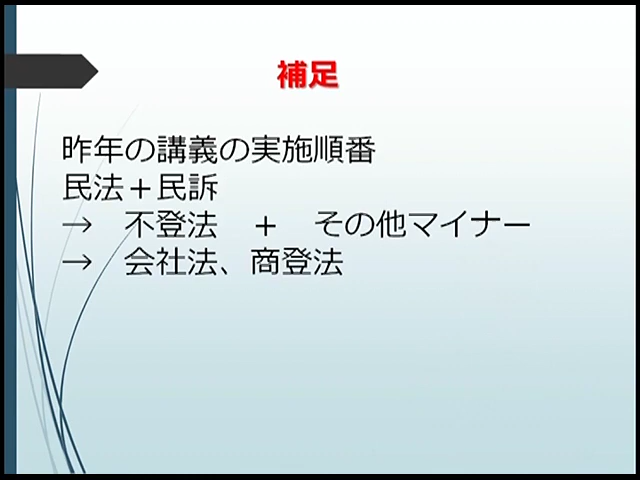 補足
昨年の講義の実施順番
民法＋民訴
→　不登法　＋　その他マイナー
→　会社法、商登法